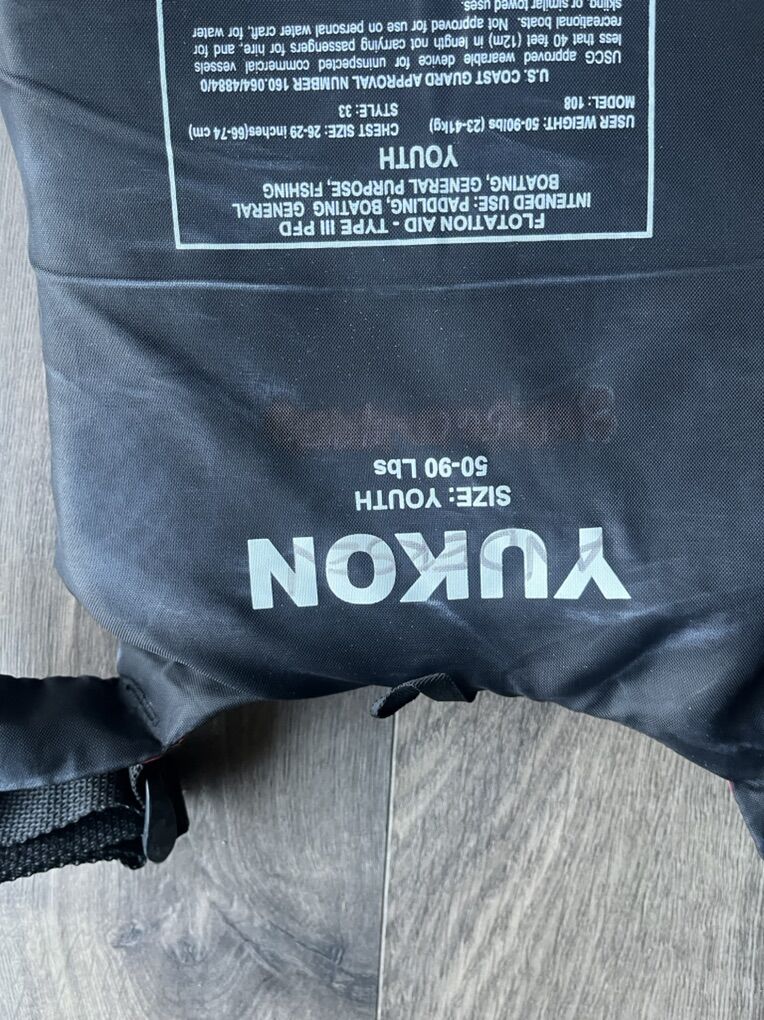 YUKON
SIZE: YOUTH
50-90 Lbs
FLOTATION AID - TYPE III PFD
INTENDED USE: PADDLING, BOATING GENERAL
BOATING, GENERAL PURPOSE, FISHING
YOUTH
USER WEIGHT: 50-90lbs (23-41kg) CHEST SIZE: 26-29 inches(66-74 cm)
MODEL: 108 STYLE: 33
U.S. COAST GUARD APPROVAL NUMBER 160.064/4884/0
USCG approved wearable device for uninspected commercial vessels
less that 40 feet (12m) in length not carrying passengers for hire, and for
recreational boats. Not approved for use on personal water craft, for water
skiing, or similar towed uses.